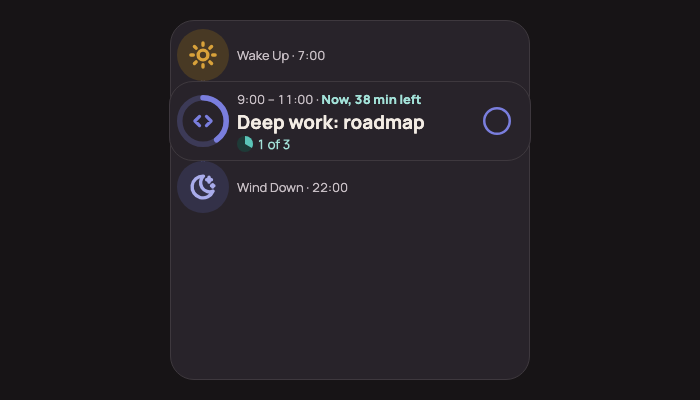 Wake Up · 7:00
9:00 – 11:00 · Now, 38 min left
Deep work: roadmap
1 of 3
Wind Down · 22:00